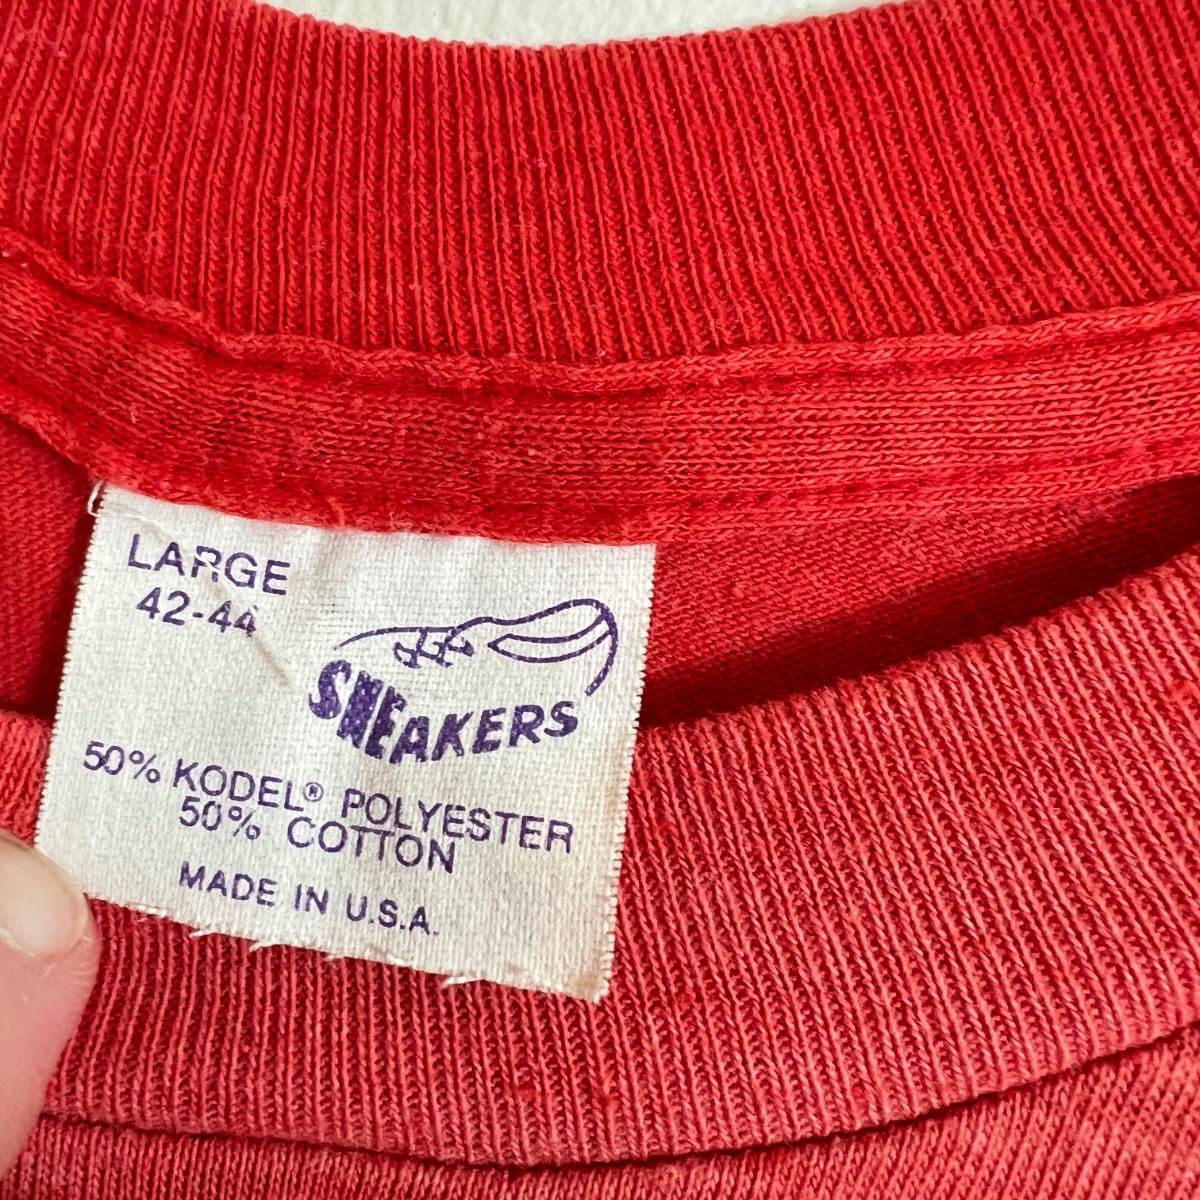 LARGE
42-44
SNEAKERS
50% KODEL® POLYESTER
50% COTTON
MADE IN U.S.A.